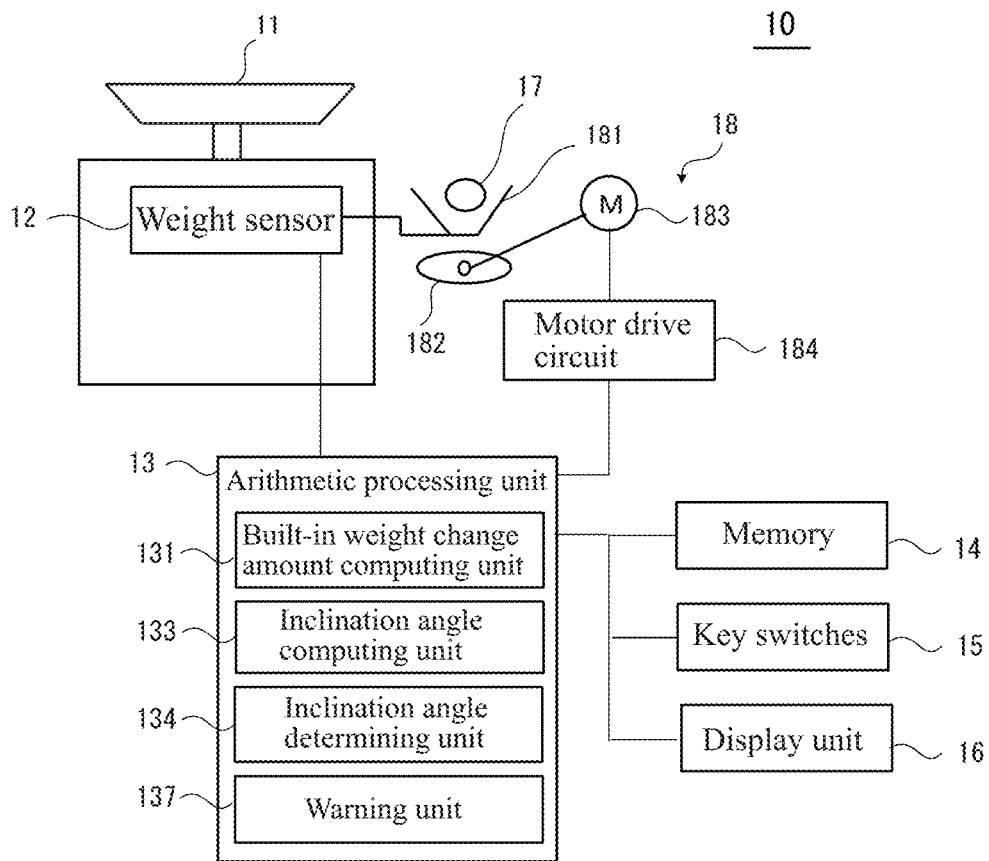 10
11
17
181
18
12
Weight sensor
M
183
182
Motor drive
circuit
184
13
Arithmetic processing unit
131
Built-in weight change
amount computing unit
Memory
14
133
Inclination angle
computing unit
Key switches
15
134
Inclination angle
determining unit
Display unit
16
137
Warning unit